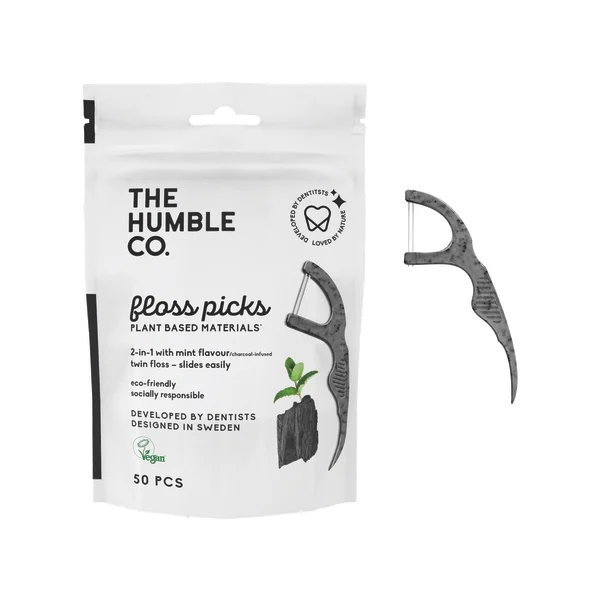 THE
HUMBLE
CO.
DEVELOPED BY DENTITSTS
LOVED BY NATURE
floss picks
PLANT BASED MATERIALS*
2-in-1 with mint flavour/charcoal-infused
twin floss – slides easily
eco-friendly
socially responsible
DEVELOPED BY DENTISTS
DESIGNED IN SWEDEN
Vegan
50 PCS